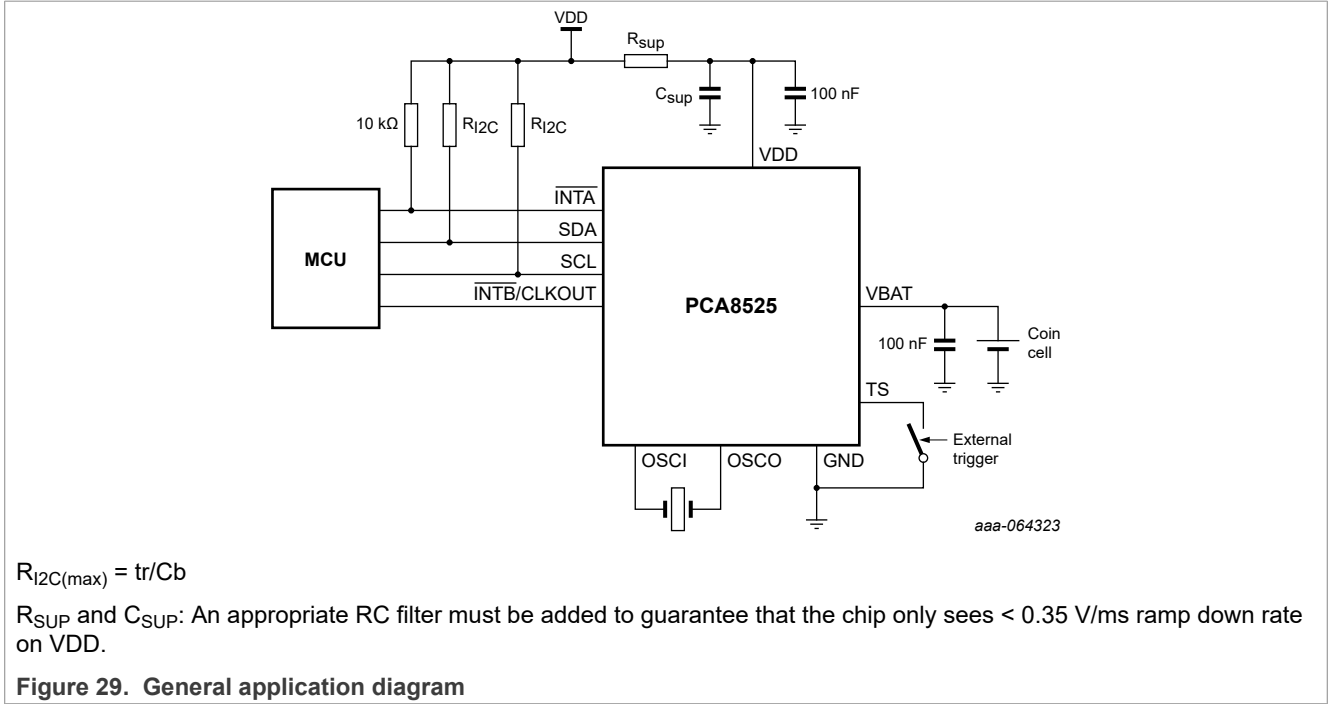 VDD
Rsup
Csup
100 nF
10 kΩ
RI2C
RI2C
VDD
INTA
SDA
SCL
INTB/CLKOUT
MCU
PCA8525
VBAT
100 nF
Coin
cell
TS
External
trigger
OSCI
OSCO
GND
aaa-064323
RI2C(max) = tr/Cb
RSUP and CSUP: An appropriate RC filter must be added to guarantee that the chip only sees < 0.35 V/ms ramp down rate
on VDD.
Figure 29. General application diagram